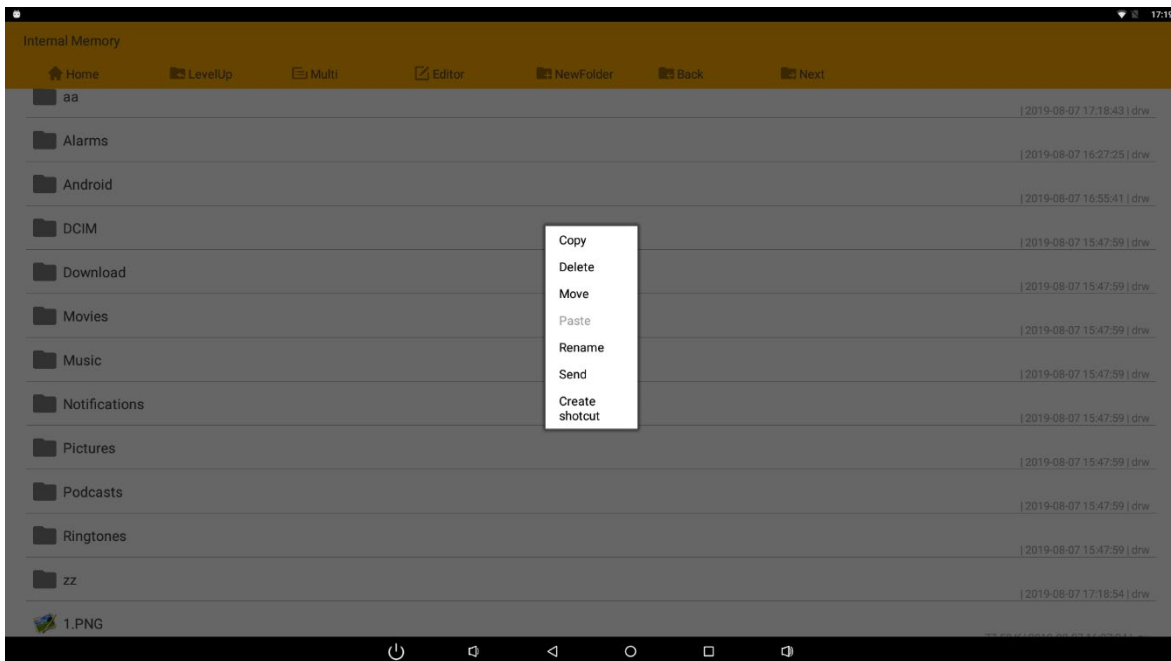 17:19
Internal Memory
Home LevelUp Multi Editor NewFolder Back Next
aa
| 2019-08-07 17:18:43 | drw
Alarms
| 2019-08-07 16:27:25 | drw
Android
| 2019-08-07 16:55:41 | drw
DCIM
| 2019-08-07 15:47:59 | drw
Download
| 2019-08-07 15:47:59 | drw
Movies
| 2019-08-07 15:47:59 | drw
Music
| 2019-08-07 15:47:59 | drw
Notifications
| 2019-08-07 15:47:59 | drw
Pictures
| 2019-08-07 15:47:59 | drw
Podcasts
| 2019-08-07 15:47:59 | drw
Ringtones
| 2019-08-07 15:47:59 | drw
zz
| 2019-08-07 17:18:54 | drw
1.PNG
Copy
Delete
Move
Paste
Rename
Send
Create
shotcut